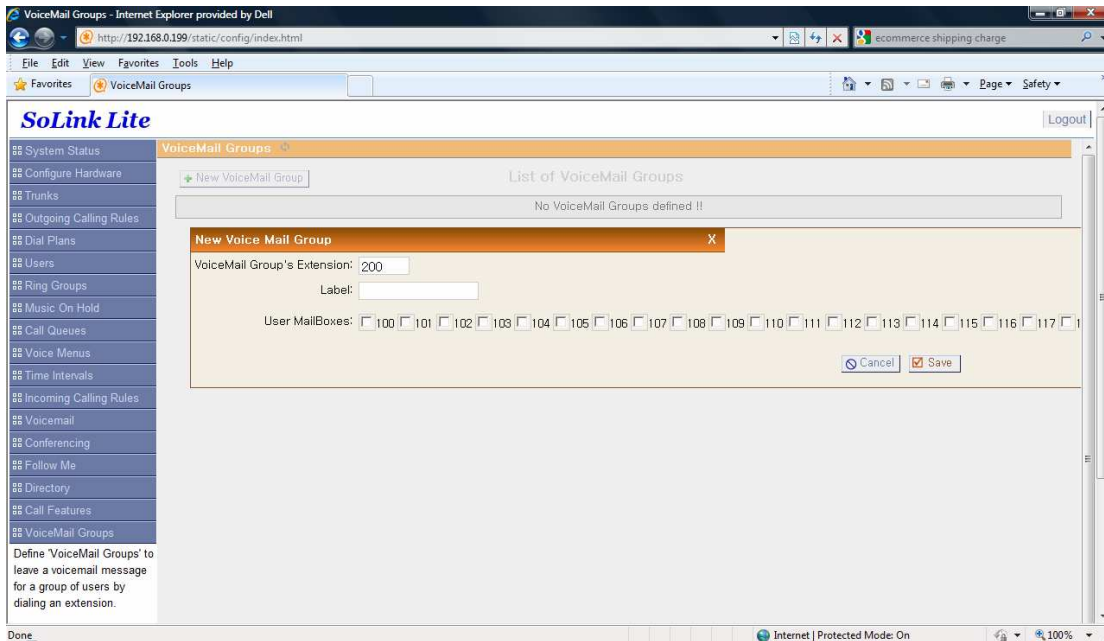 VoiceMail Groups - Internet Explorer provided by Dell
http://192.168.0.199/static/config/index.html
ecommerce shipping charge
File Edit View Favorites Tools Help
Favorites VoiceMail Groups
Page Safety
SoLink Lite
Logout
System Status
Configure Hardware
Trunks
Outgoing Calling Rules
Dial Plans
Users
Ring Groups
Music On Hold
Call Queues
Voice Menus
Time Intervals
Incoming Calling Rules
Voicemail
Conferencing
Follow Me
Directory
Call Features
VoiceMail Groups
Define 'VoiceMail Groups' to
leave a voicemail message
for a group of users by
dialing an extension.
VoiceMail Groups
New VoiceMail Group
List of VoiceMail Groups
No VoiceMail Groups defined !!
New Voice Mail Group X
VoiceMail Group's Extension: 200
Label:
User MailBoxes: 100 101 102 103 104 105 106 107 108 109 110 111 112 113 114 115 116 117
Cancel Save
Done
Internet | Protected Mode: On
100%